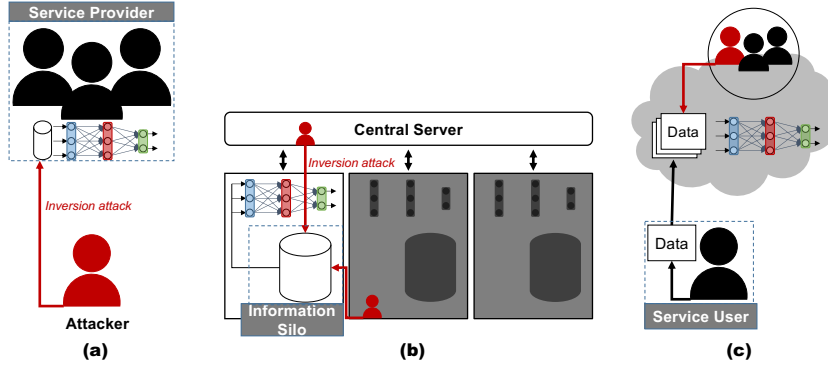 Service Provider
Inversion attack
Attacker
(a)
Central Server
Inversion attack
Information
Silo
(b)
Data
Data
Service User
(c)